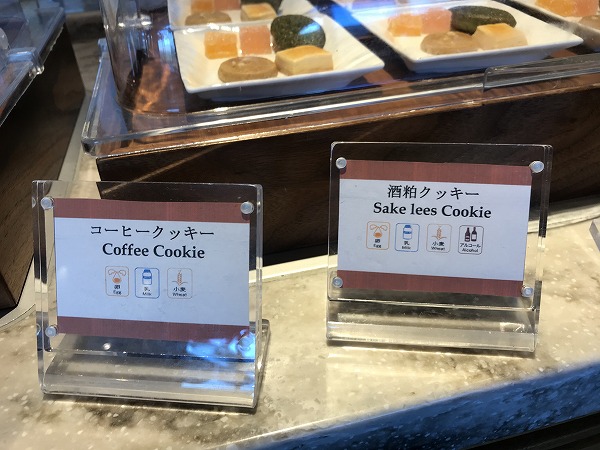 コーヒークッキー
Coffee Cookie
卵 乳 小麦
Egg Milk Wheat
酒粕クッキー
Sake lees Cookie
卵 乳 小麦 アルコール
Egg Milk Wheat Alcohol